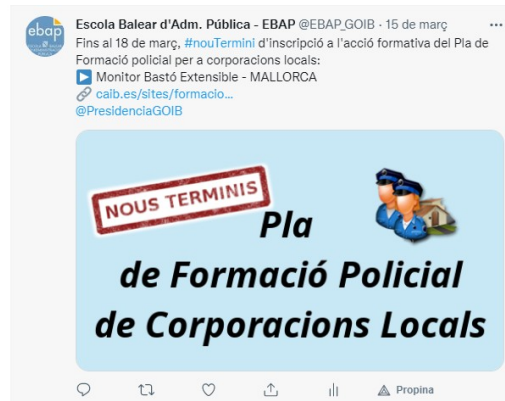 ebap
Escola Balear d'Adm. Pública - EBAP @EBAP_GOIB · 15 de març
Fins al 18 de març, #nouTermini d'inscripció a l'acció formativa del Pla de
Formació policial per a corporacions locals:
Monitor Bastó Extensible - MALLORCA
caib.es/sites/formacio...
@PresidenciaGOIB
NOUS TERMINIS
Pla
de Formació Policial
de Corporacions Locals
Propina